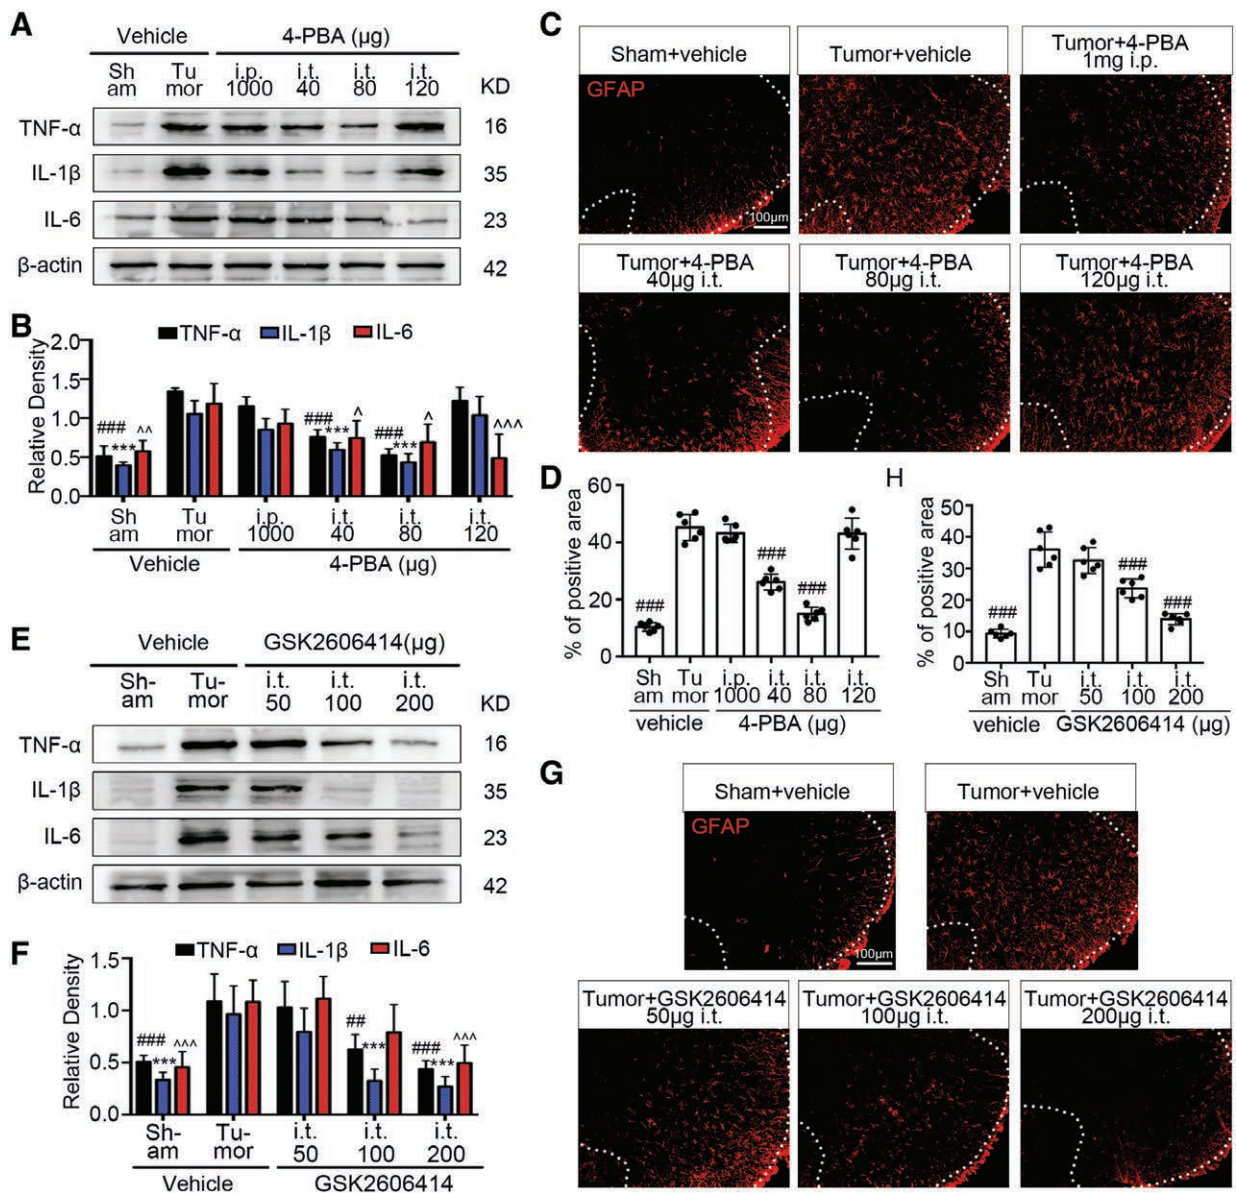 A
Vehicle 4-PBA (µg)
Sh Tu i.p. i.t. i.t. i.t.
am mor 1000 40 80 120 KD
TNF-α 16
IL-1β 35
IL-6 23
β-actin 42
B
TNF-α IL-1β IL-6
Relative Density
2.0
1.5
1.0
0.5
0.0
### *** ^^
### *** ^
### *** ^
^^^
Sh Tu i.p. i.t. i.t. i.t.
am mor 1000 40 80 120
Vehicle 4-PBA (µg)
C
Sham+vehicle
Tumor+vehicle
Tumor+4-PBA
1mg i.p.
GFAP
100µm
Tumor+4-PBA
40µg i.t.
Tumor+4-PBA
80µg i.t.
Tumor+4-PBA
120µg i.t.
D
% of positive area
60
40
20
0
###
###
###
Sh Tu i.p. i.t. i.t. i.t.
am mor 1000 40 80 120
vehicle 4-PBA (µg)
H
% of positive area
50
40
30
20
10
0
###
###
###
Sh Tu i.t. i.t. i.t.
am mor 50 100 200
vehicle GSK2606414 (µg)
E
Vehicle GSK2606414(µg)
Sh- Tu- i.t. i.t. i.t.
am mor 50 100 200 KD
TNF-α 16
IL-1β 35
IL-6 23
β-actin 42
F
TNF-α IL-1β IL-6
Relative Density
1.5
1.0
0.5
0.0
### *** ^^^
## ***
### *** ^^^
Sh- Tu- i.t. i.t. i.t.
am mor 50 100 200
Vehicle GSK2606414
G
Sham+vehicle
Tumor+vehicle
GFAP
100µm
Tumor+GSK2606414
50µg i.t.
Tumor+GSK2606414
100µg i.t.
Tumor+GSK2606414
200µg i.t.